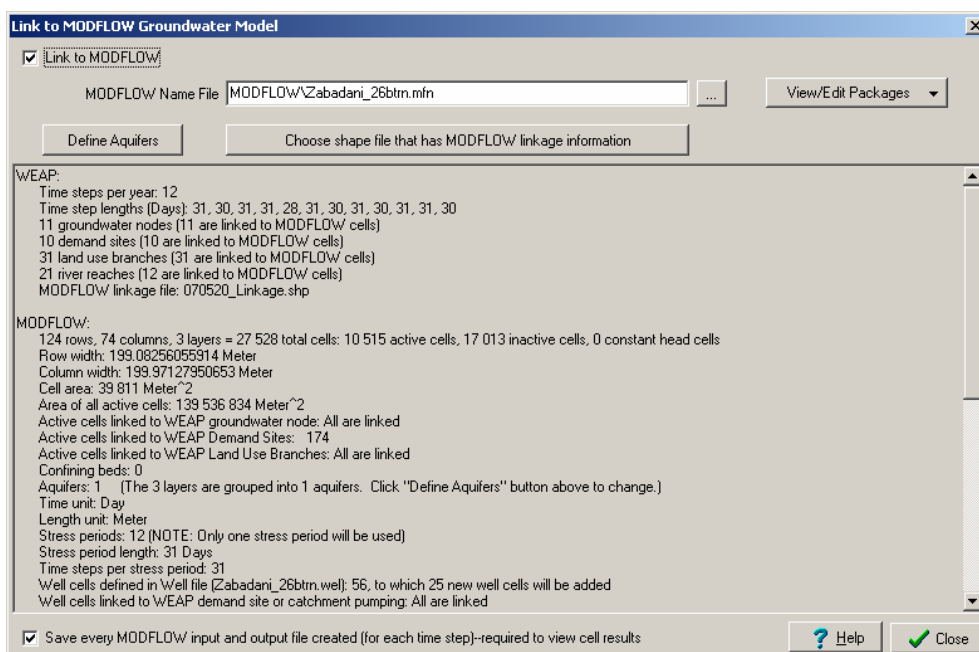 Link to MODFLOW Groundwater Model
Link to MODFLOW
MODFLOW Name File MODFLOW\Zabadani_26btrn.mfn ... View/Edit Packages
Define Aquifers Choose shape file that has MODFLOW linkage information
WEAP:
Time steps per year: 12
Time step lengths (Days): 31, 30, 31, 31, 28, 31, 30, 31, 30, 31, 31, 30
11 groundwater nodes (11 are linked to MODFLOW cells)
10 demand sites (10 are linked to MODFLOW cells)
31 land use branches (31 are linked to MODFLOW cells)
21 river reaches (12 are linked to MODFLOW cells)
MODFLOW linkage file: 070520_Linkage.shp
MODFLOW:
124 rows, 74 columns, 3 layers = 27 528 total cells: 10 515 active cells, 17 013 inactive cells, 0 constant head cells
Row width: 199.08256055914 Meter
Column width: 199.97127950653 Meter
Cell area: 39 811 Meter^2
Area of all active cells: 139 536 834 Meter^2
Active cells linked to WEAP groundwater node: All are linked
Active cells linked to WEAP Demand Sites: 174
Active cells linked to WEAP Land Use Branches: All are linked
Confining beds: 0
Aquifers: 1 (The 3 layers are grouped into 1 aquifers. Click "Define Aquifers" button above to change.)
Time unit: Day
Length unit: Meter
Stress periods: 12 (NOTE: Only one stress period will be used)
Stress period length: 31 Days
Time steps per stress period: 31
Well cells defined in Well file (Zabadani_26btrn.wel): 56, to which 25 new well cells will be added
Well cells linked to WEAP demand site or catchment pumping: All are linked
Save every MODFLOW input and output file created (for each time step)--required to view cell results ? Help Close